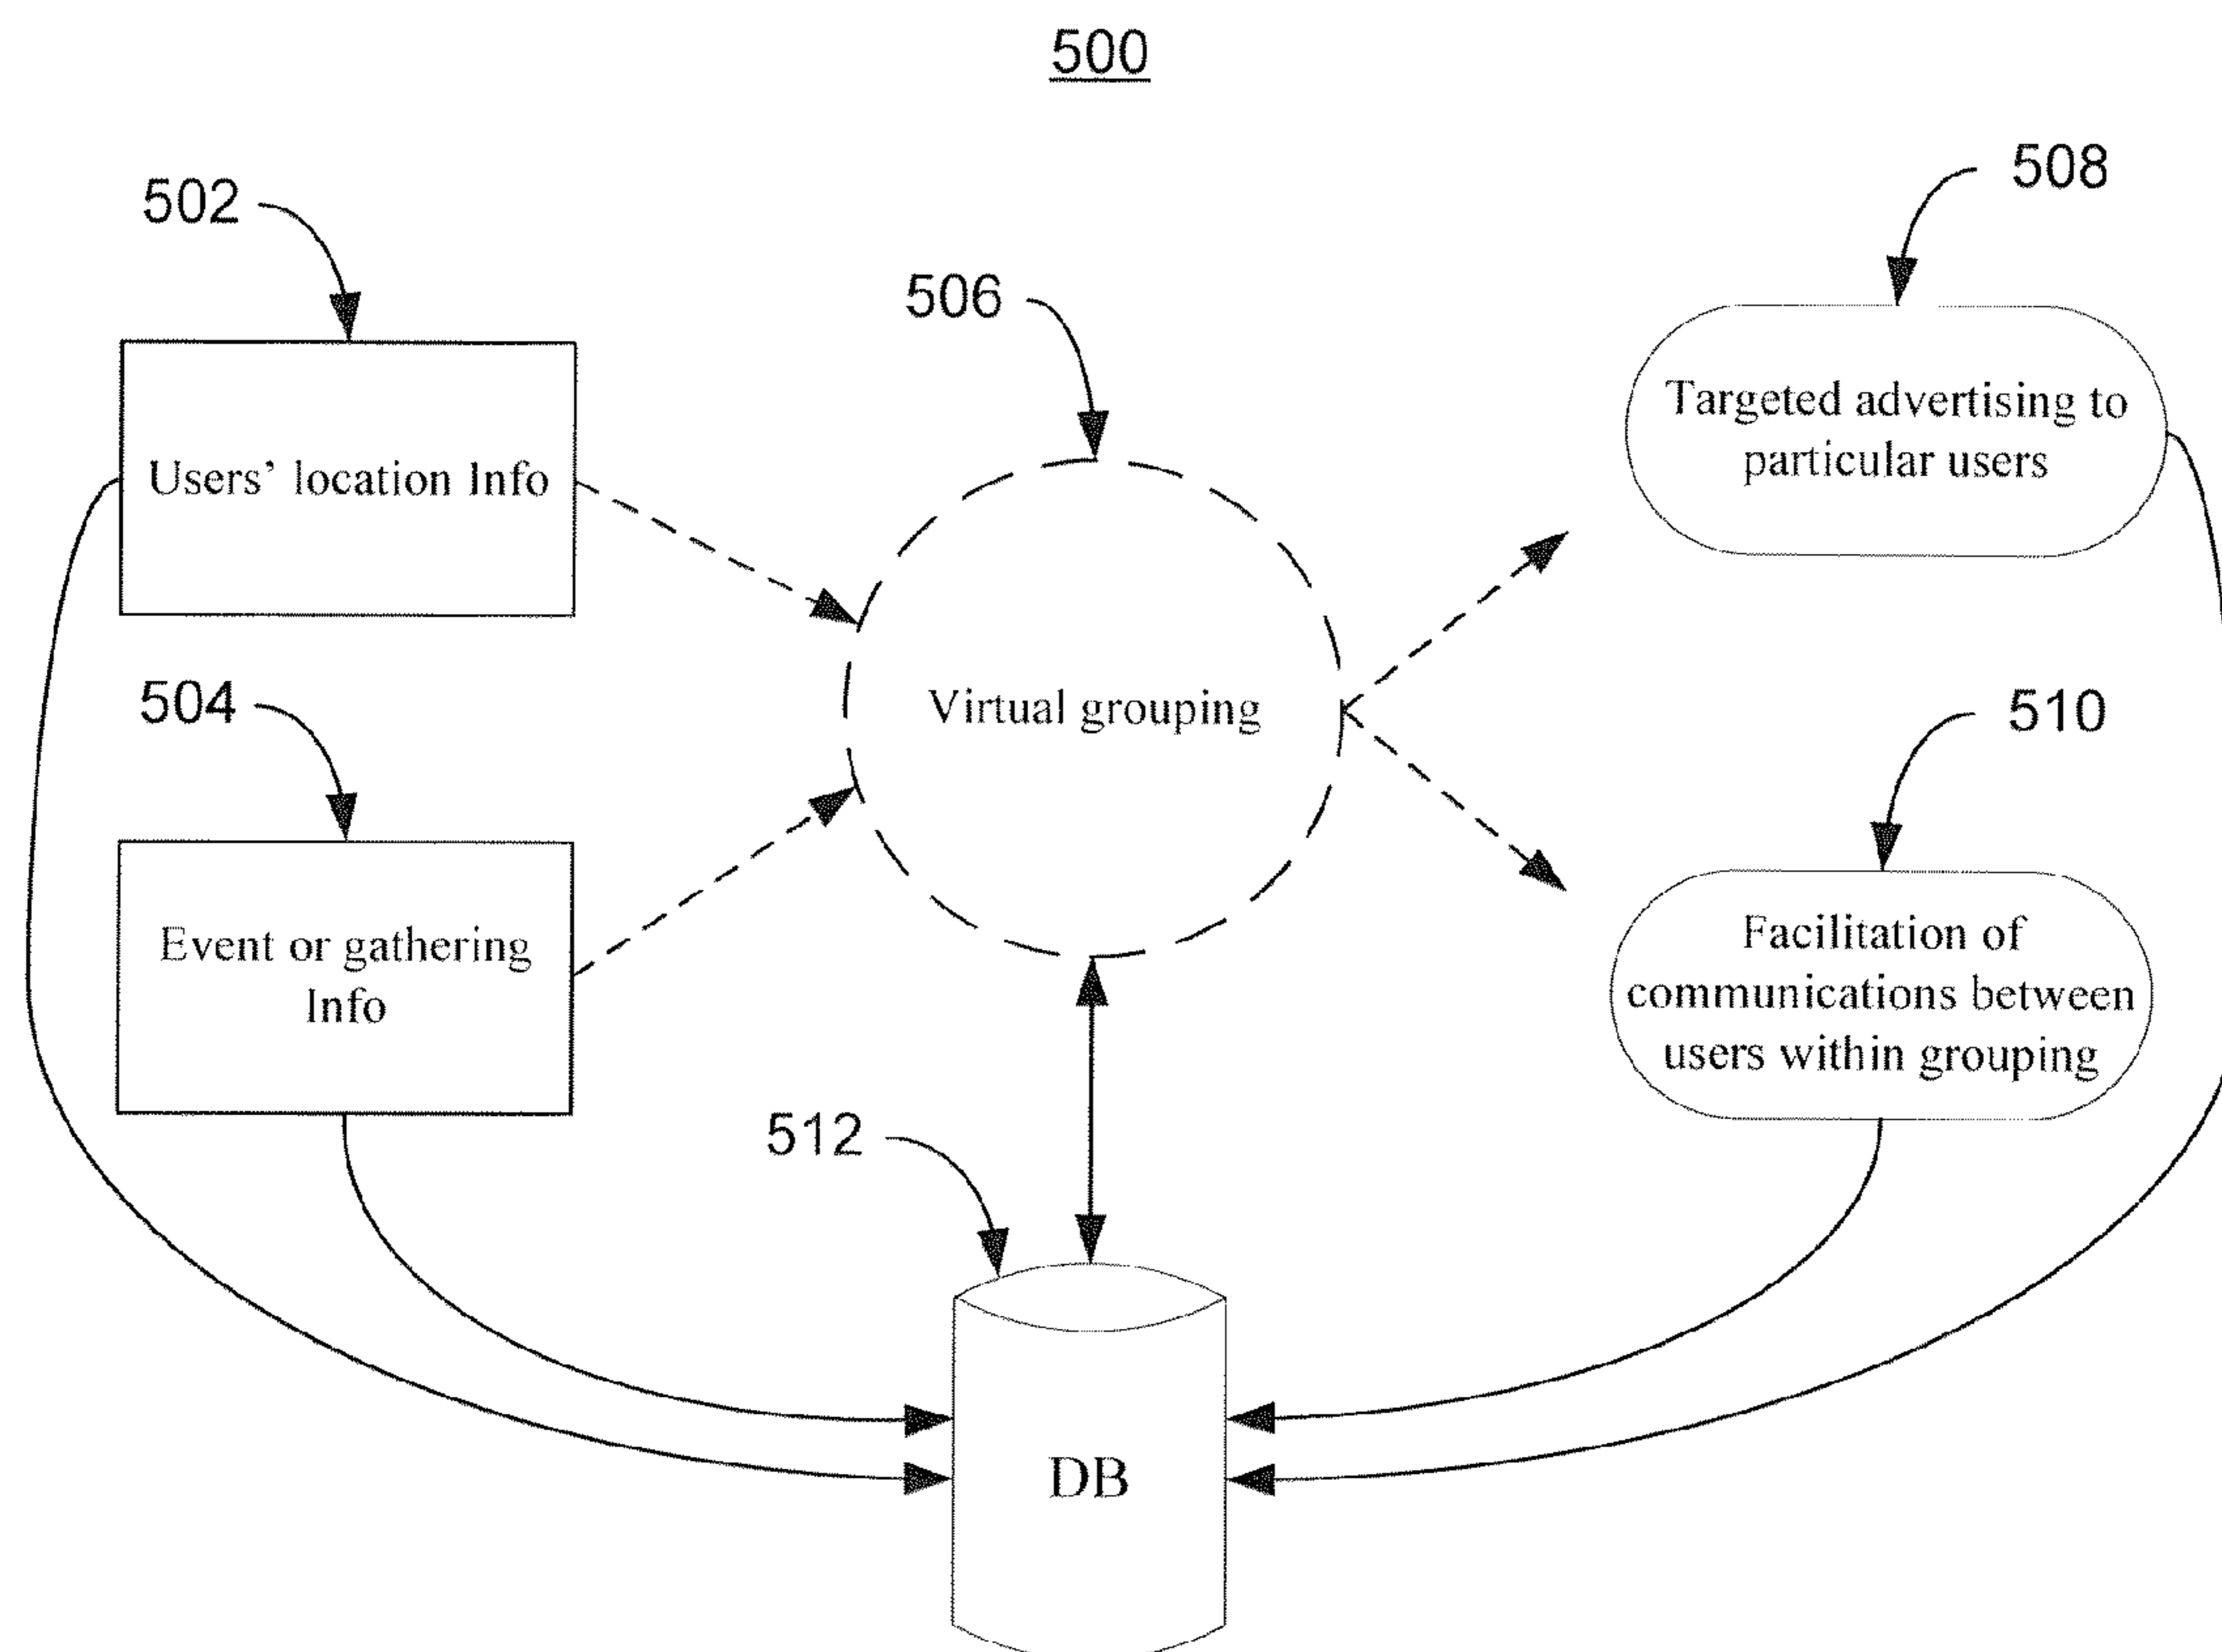 500
502
508
506
Users’ location Info
Targeted advertising to
particular users
504
Virtual grouping
510
Event or gathering
Info
Facilitation of
communications between
users within grouping
512
DB